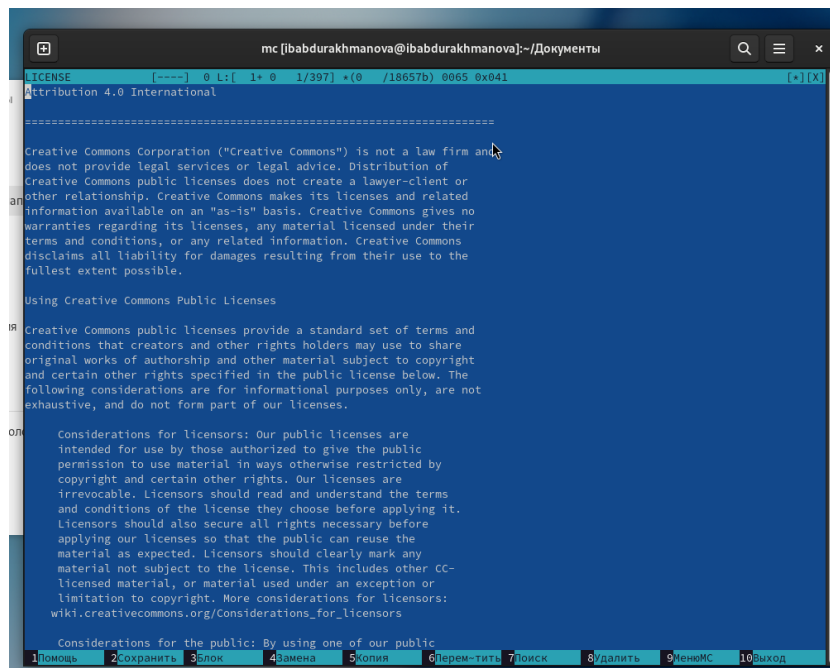 mc [ibabdurakhmanova@ibabdurakhmanova]:~/Документы
LICENSE [----] 0 L:[ 1+ 0 1/397] *(0 /18657b) 0065 0x041 [*][X]
Attribution 4.0 International
=======================================================================
Creative Commons Corporation ("Creative Commons") is not a law firm and
does not provide legal services or legal advice. Distribution of
Creative Commons public licenses does not create a lawyer-client or
other relationship. Creative Commons makes its licenses and related
information available on an "as-is" basis. Creative Commons gives no
warranties regarding its licenses, any material licensed under their
terms and conditions, or any related information. Creative Commons
disclaims all liability for damages resulting from their use to the
fullest extent possible.
Using Creative Commons Public Licenses
Creative Commons public licenses provide a standard set of terms and
conditions that creators and other rights holders may use to share
original works of authorship and other material subject to copyright
and certain other rights specified in the public license below. The
following considerations are for informational purposes only, are not
exhaustive, and do not form part of our licenses.
Considerations for licensors: Our public licenses are
intended for use by those authorized to give the public
permission to use material in ways otherwise restricted by
copyright and certain other rights. Our licenses are
irrevocable. Licensors should read and understand the terms
and conditions of the license they choose before applying it.
Licensors should also secure all rights necessary before
applying our licenses so that the public can reuse the
material as expected. Licensors should clearly mark any
material not subject to the license. This includes other CC-
licensed material, or material used under an exception or
limitation to copyright. More considerations for licensors:
wiki.creativecommons.org/Considerations_for_licensors
Considerations for the public: By using one of our public
1Помощь 2Сохранить 3Блок 4Замена 5Копия 6Перем~тить 7Поиск 8Удалить 9МенюMC 10Выход